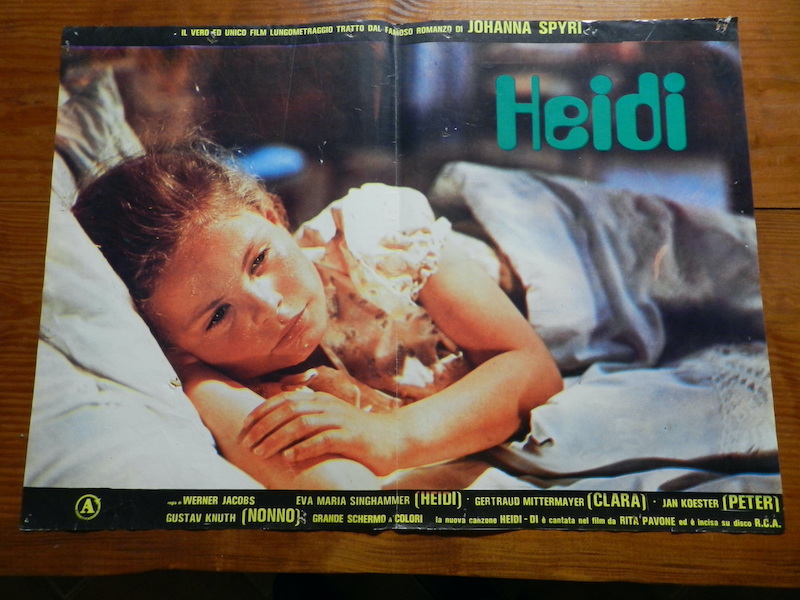 IL VERO ED UNICO FILM LUNGOMETRAGGIO TRATTO DAL FAMOSO ROMANZO DI JOHANNA SPYRI
Heidi
A
regia di WERNER JACOBS EVA MARIA SINGHAMMER (HEIDI) · GERTRAUD MITTERMAYER (CLARA) · JAN KOESTER (PETER)
GUSTAV KNUTH (NONNO) GRANDE SCHERMO A COLORI la nuova canzone HEIDI - DI è cantata nel film da RITA PAVONE ed è incisa su disco R.C.A.